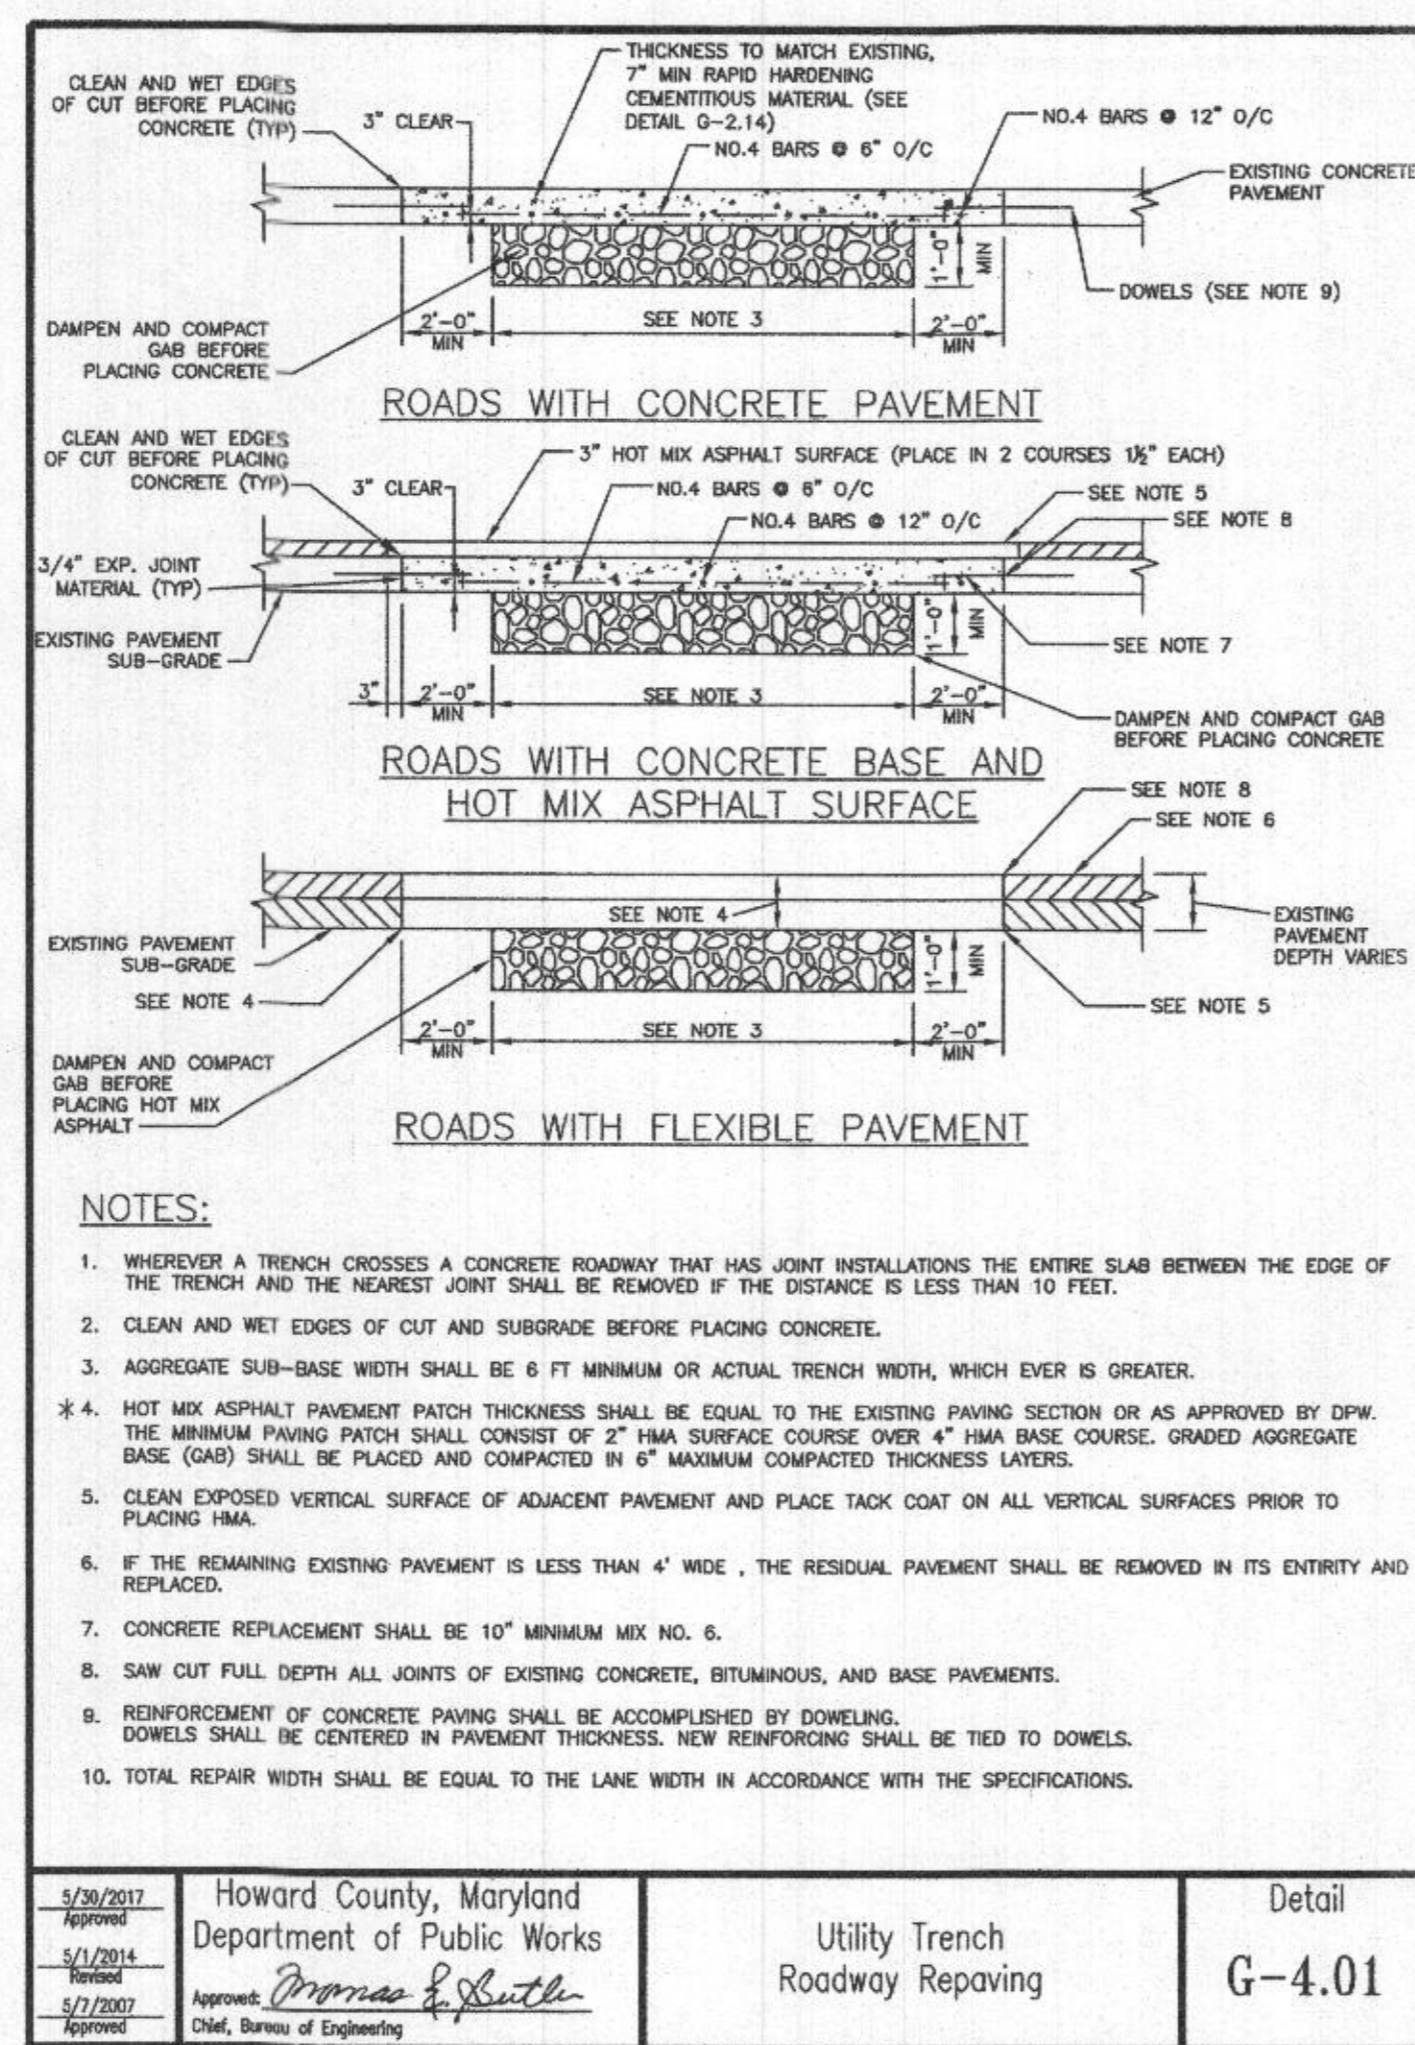 THICKNESS TO MATCH EXISTING,
7" MIN RAPID HARDENING
CEMENTITIOUS MATERIAL (SEE
DETAIL G-2.14)
CLEAN AND WET EDGES
OF CUT BEFORE PLACING
CONCRETE (TYP)
3" CLEAR
NO.4 BARS @ 6" O/C
NO.4 BARS @ 12" O/C
EXISTING CONCRETE
PAVEMENT
1'-0"
MIN
DOWELS (SEE NOTE 9)
2'-0"
MIN
SEE NOTE 3
2'-0"
MIN
DAMPEN AND COMPACT
GAB BEFORE
PLACING CONCRETE
ROADS WITH CONCRETE PAVEMENT
CLEAN AND WET EDGES
OF CUT BEFORE PLACING
CONCRETE (TYP)
3" HOT MIX ASPHALT SURFACE (PLACE IN 2 COURSES 1½" EACH)
3" CLEAR
NO.4 BARS @ 6" O/C
NO.4 BARS @ 12" O/C
SEE NOTE 5
SEE NOTE 8
3/4" EXP. JOINT
MATERIAL (TYP)
EXISTING PAVEMENT
SUB-GRADE
1'-0"
MIN
SEE NOTE 7
3"
2'-0"
MIN
SEE NOTE 3
2'-0"
MIN
DAMPEN AND COMPACT GAB
BEFORE PLACING CONCRETE
ROADS WITH CONCRETE BASE AND
HOT MIX ASPHALT SURFACE
SEE NOTE 8
SEE NOTE 6
SEE NOTE 4
EXISTING
PAVEMENT
DEPTH VARIES
EXISTING PAVEMENT
SUB-GRADE
SEE NOTE 4
1'-0"
MIN
SEE NOTE 5
2'-0"
MIN
SEE NOTE 3
2'-0"
MIN
DAMPEN AND COMPACT
GAB BEFORE
PLACING HOT MIX
ASPHALT
ROADS WITH FLEXIBLE PAVEMENT
NOTES:
1. WHEREVER A TRENCH CROSSES A CONCRETE ROADWAY THAT HAS JOINT INSTALLATIONS THE ENTIRE SLAB BETWEEN THE EDGE OF
THE TRENCH AND THE NEAREST JOINT SHALL BE REMOVED IF THE DISTANCE IS LESS THAN 10 FEET.
2. CLEAN AND WET EDGES OF CUT AND SUBGRADE BEFORE PLACING CONCRETE.
3. AGGREGATE SUB-BASE WIDTH SHALL BE 6 FT MINIMUM OR ACTUAL TRENCH WIDTH, WHICH EVER IS GREATER.
* 4. HOT MIX ASPHALT PAVEMENT PATCH THICKNESS SHALL BE EQUAL TO THE EXISTING PAVING SECTION OR AS APPROVED BY DPW.
THE MINIMUM PAVING PATCH SHALL CONSIST OF 2" HMA SURFACE COURSE OVER 4" HMA BASE COURSE. GRADED AGGREGATE
BASE (GAB) SHALL BE PLACED AND COMPACTED IN 6" MAXIMUM COMPACTED THICKNESS LAYERS.
5. CLEAN EXPOSED VERTICAL SURFACE OF ADJACENT PAVEMENT AND PLACE TACK COAT ON ALL VERTICAL SURFACES PRIOR TO
PLACING HMA.
6. IF THE REMAINING EXISTING PAVEMENT IS LESS THAN 4' WIDE , THE RESIDUAL PAVEMENT SHALL BE REMOVED IN ITS ENTIRITY AND
REPLACED.
7. CONCRETE REPLACEMENT SHALL BE 10" MINIMUM MIX NO. 6.
8. SAW CUT FULL DEPTH ALL JOINTS OF EXISTING CONCRETE, BITUMINOUS, AND BASE PAVEMENTS.
9. REINFORCEMENT OF CONCRETE PAVING SHALL BE ACCOMPLISHED BY DOWELING.
DOWELS SHALL BE CENTERED IN PAVEMENT THICKNESS. NEW REINFORCING SHALL BE TIED TO DOWELS.
10. TOTAL REPAIR WIDTH SHALL BE EQUAL TO THE LANE WIDTH IN ACCORDANCE WITH THE SPECIFICATIONS.
5/30/2017
Approved
5/1/2014
Revised
5/7/2007
Approved
Howard County, Maryland
Department of Public Works
Approved: Thomas E. Butler
Chief, Bureau of Engineering
Utility Trench
Roadway Repaving
Detail
G-4.01